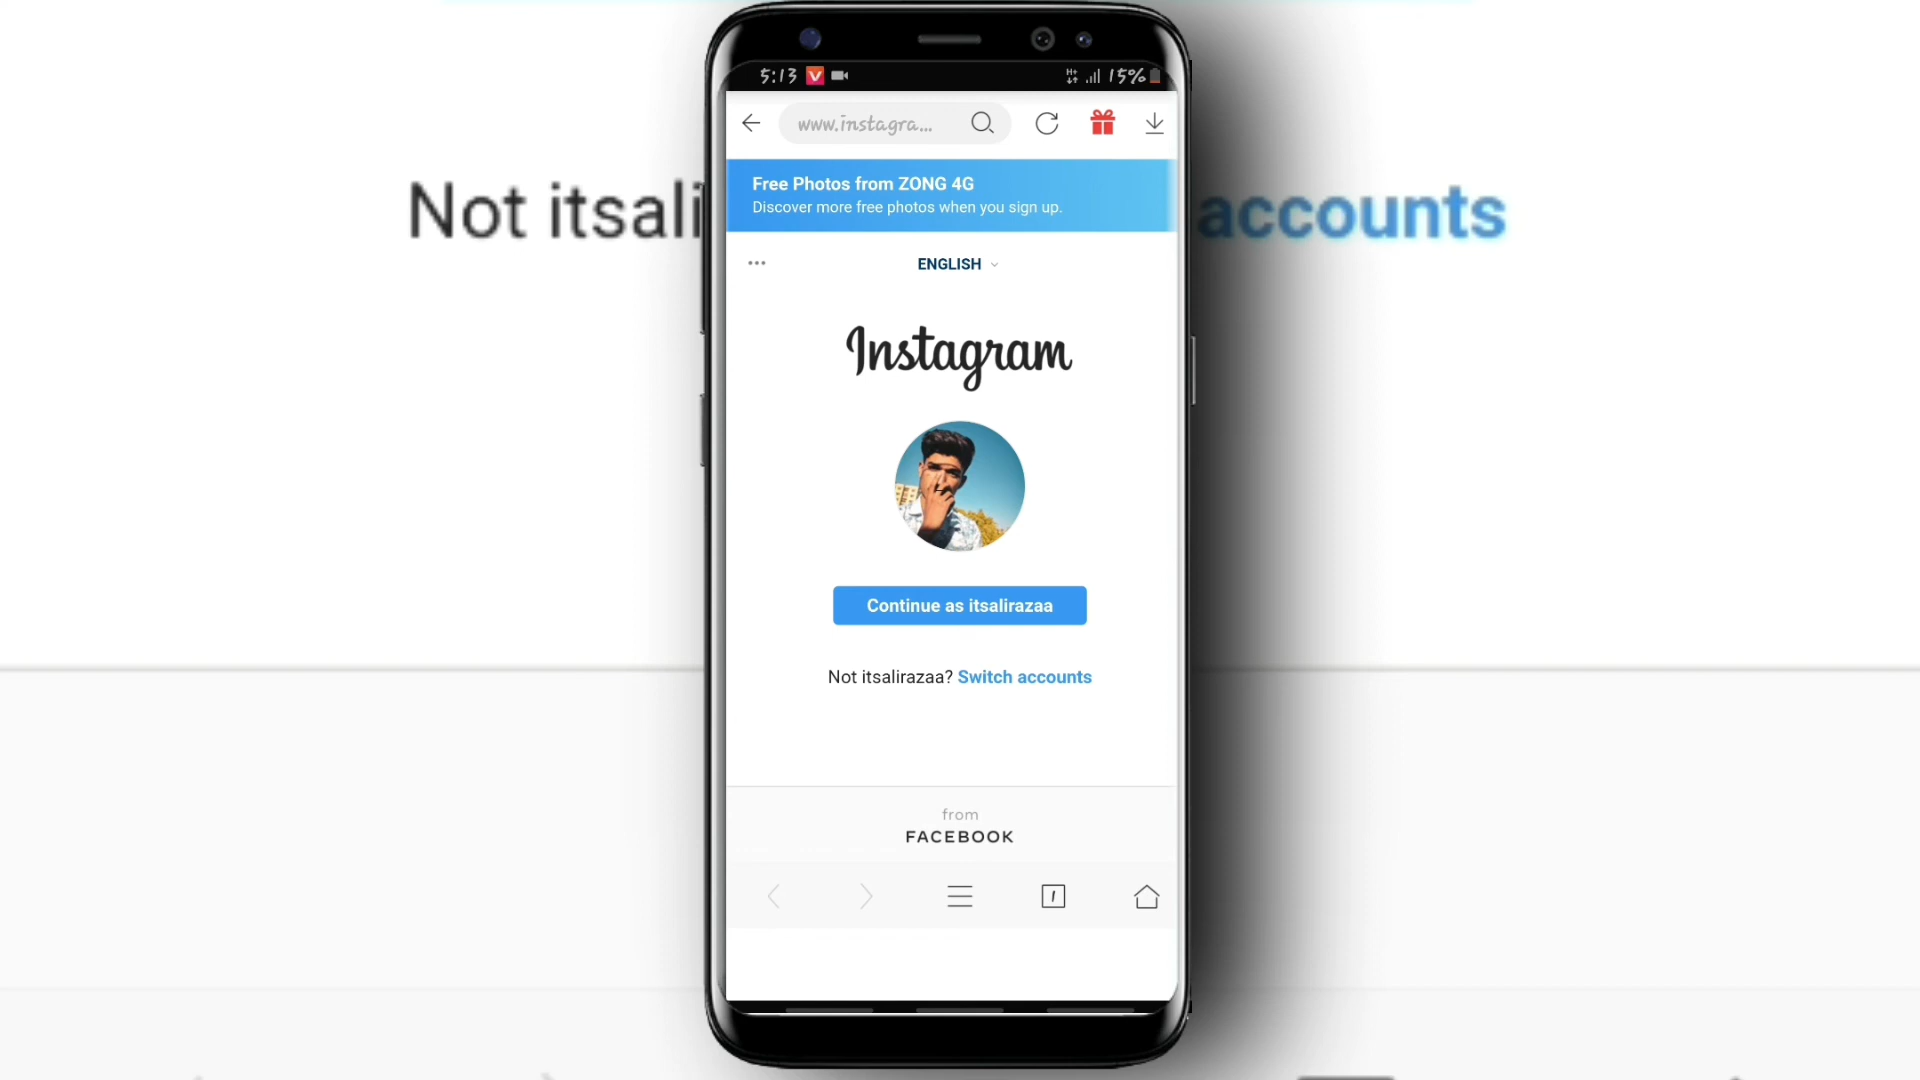 5:13
15%
www.instagra...
Free Photos from ZONG 4G
Discover more free photos when you sign up.
ENGLISH
Instagram
Continue as itsalirazaa
Not itsalirazaa? Switch accounts
from
FACEBOOK
Not itsali
accounts